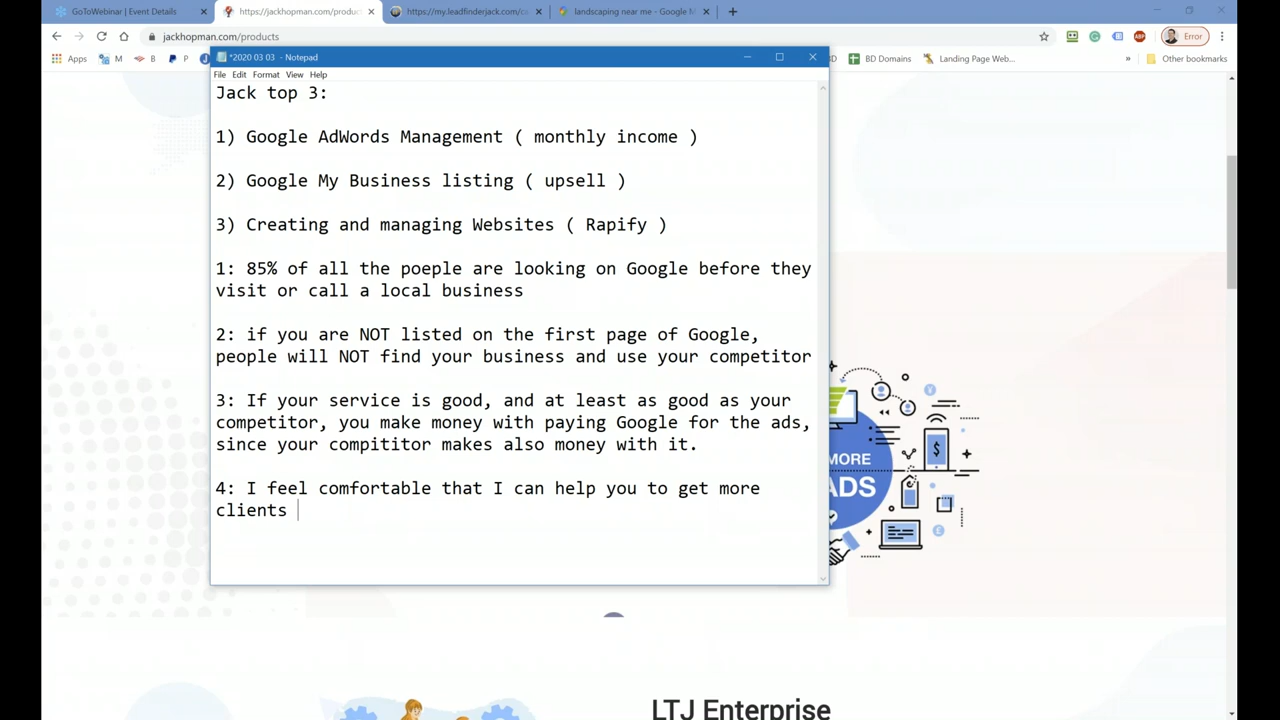 GoToWebinar | Event Details
https://jackhopman.com/produc
https://my.leadfinderjack.com/ca
landscaping near me - Google M
jackhopman.com/products
Error
Apps
M
B
P
J
BD Domains
Landing Page Web...
»
Other bookmarks
*2020 03 03 - Notepad
File Edit Format View Help
Jack top 3:
1) Google AdWords Management ( monthly income )
2) Google My Business listing ( upsell )
3) Creating and managing Websites ( Rapify )
1: 85% of all the poeple are looking on Google before they
visit or call a local business
2: if you are NOT listed on the first page of Google,
people will NOT find your business and use your competitor
3: If your service is good, and at least as good as your
competitor, you make money with paying Google for the ads,
since your compititor makes also money with it.
4: I feel comfortable that I can help you to get more
clients
MORE
ADS
LTJ Enterprise